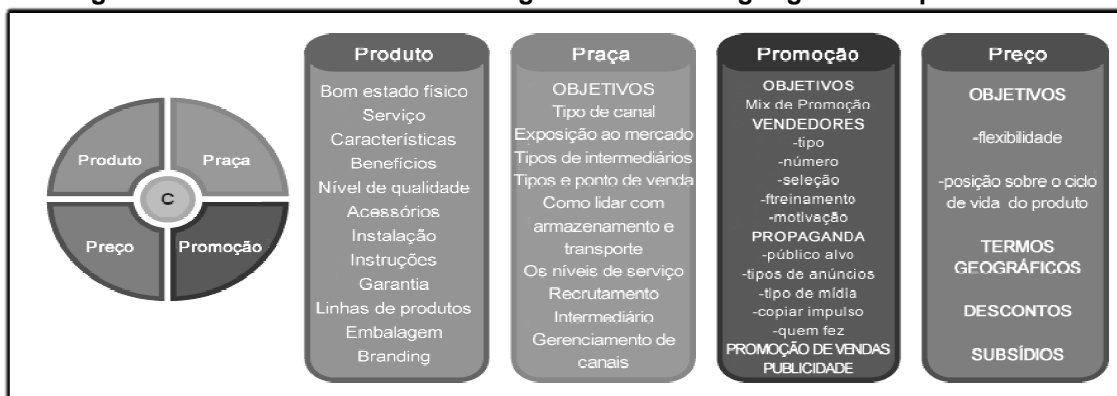 Produto
Praça
C
Preço
Promoção
Produto
Bom estado físico
Serviço
Características
Benefícios
Nível de qualidade
Acessórios
Instalação
Instruções
Garantia
Linhas de produtos
Embalagem
Branding
Praça
OBJETIVOS
Tipo de canal
Exposição ao mercado
Tipos de intermediários
Tipos e ponto de venda
Como lidar com
armazenamento e
transporte
Os níveis de serviço
Recrutamento
Intermediário
Gerenciamento de
canais
Promoção
OBJETIVOS
Mix de Promoção
VENDEDORES
-tipo
-número
-seleção
-ftreinamento
-motivação
PROPAGANDA
-público alvo
-tipos de anúncios
-tipo de mídia
-copiar impulso
-quem fez
PROMOÇÃO DE VENDAS
PUBLICIDADE
Preço
OBJETIVOS
-flexibilidade
-posição sobre o ciclo
de vida do produto
TERMOS
GEOGRÁFICOS
DESCONTOS
SUBSÍDIOS